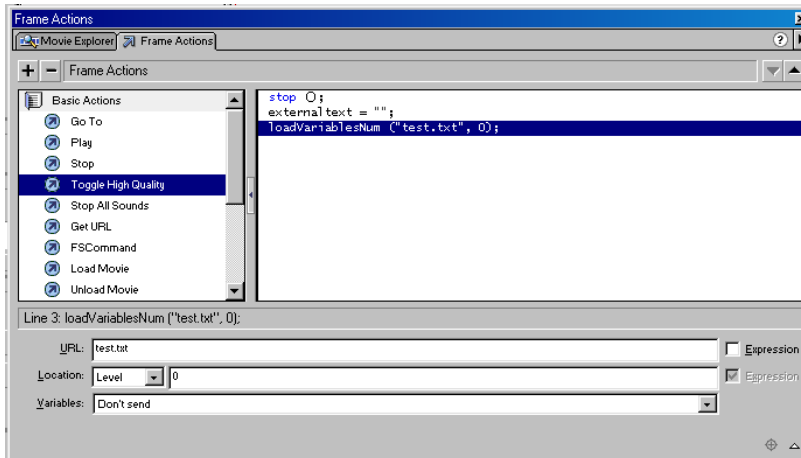 Frame Actions
Movie Explorer Frame Actions ?
+ - Frame Actions
Basic Actions
Go To
Play
Stop
Toggle High Quality
Stop All Sounds
Get URL
FSCommand
Load Movie
Unload Movie
stop ();
externaltext = "";
loadVariablesNum ("test.txt", 0);
Line 3: loadVariablesNum ("test.txt", 0);
URL: test.txt Expression
Location: Level 0 Expression
Variables: Don't send